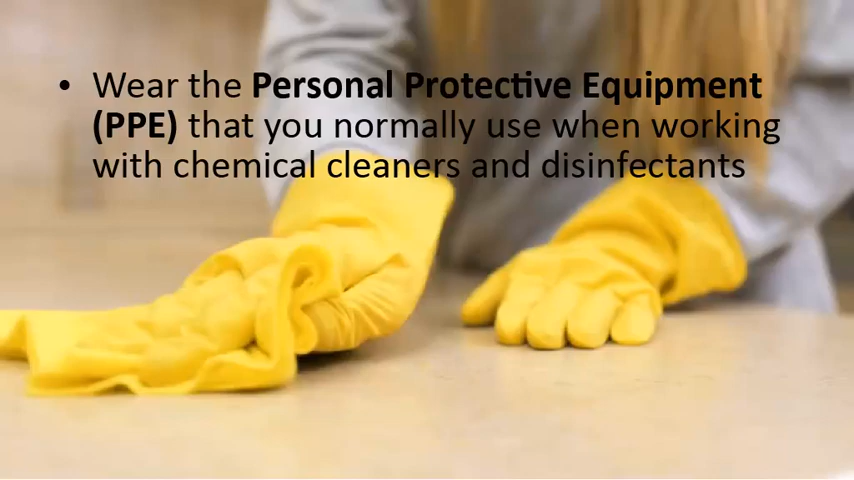 • Wear the Personal Protective Equipment
(PPE) that you normally use when working
with chemical cleaners and disinfectants